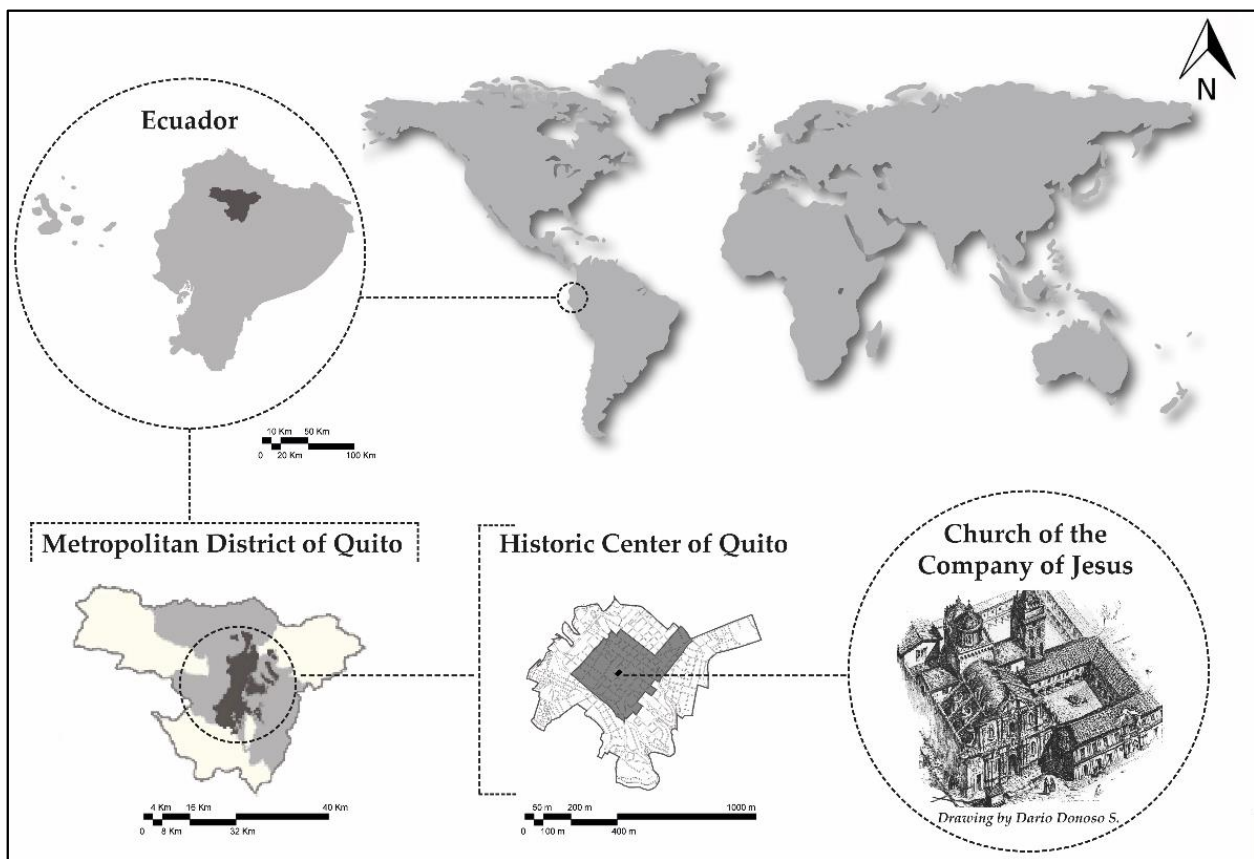 N
Ecuador
10 Km 50 Km
0 20 Km 100 Km
Metropolitan District of Quito
4 Km 16 Km 40 Km
0 8 Km 32 Km
Historic Center of Quito
50 m 200 m 1000 m
0 100 m 400 m
Church of the
Company of Jesus
Drawing by Dario Donoso S.